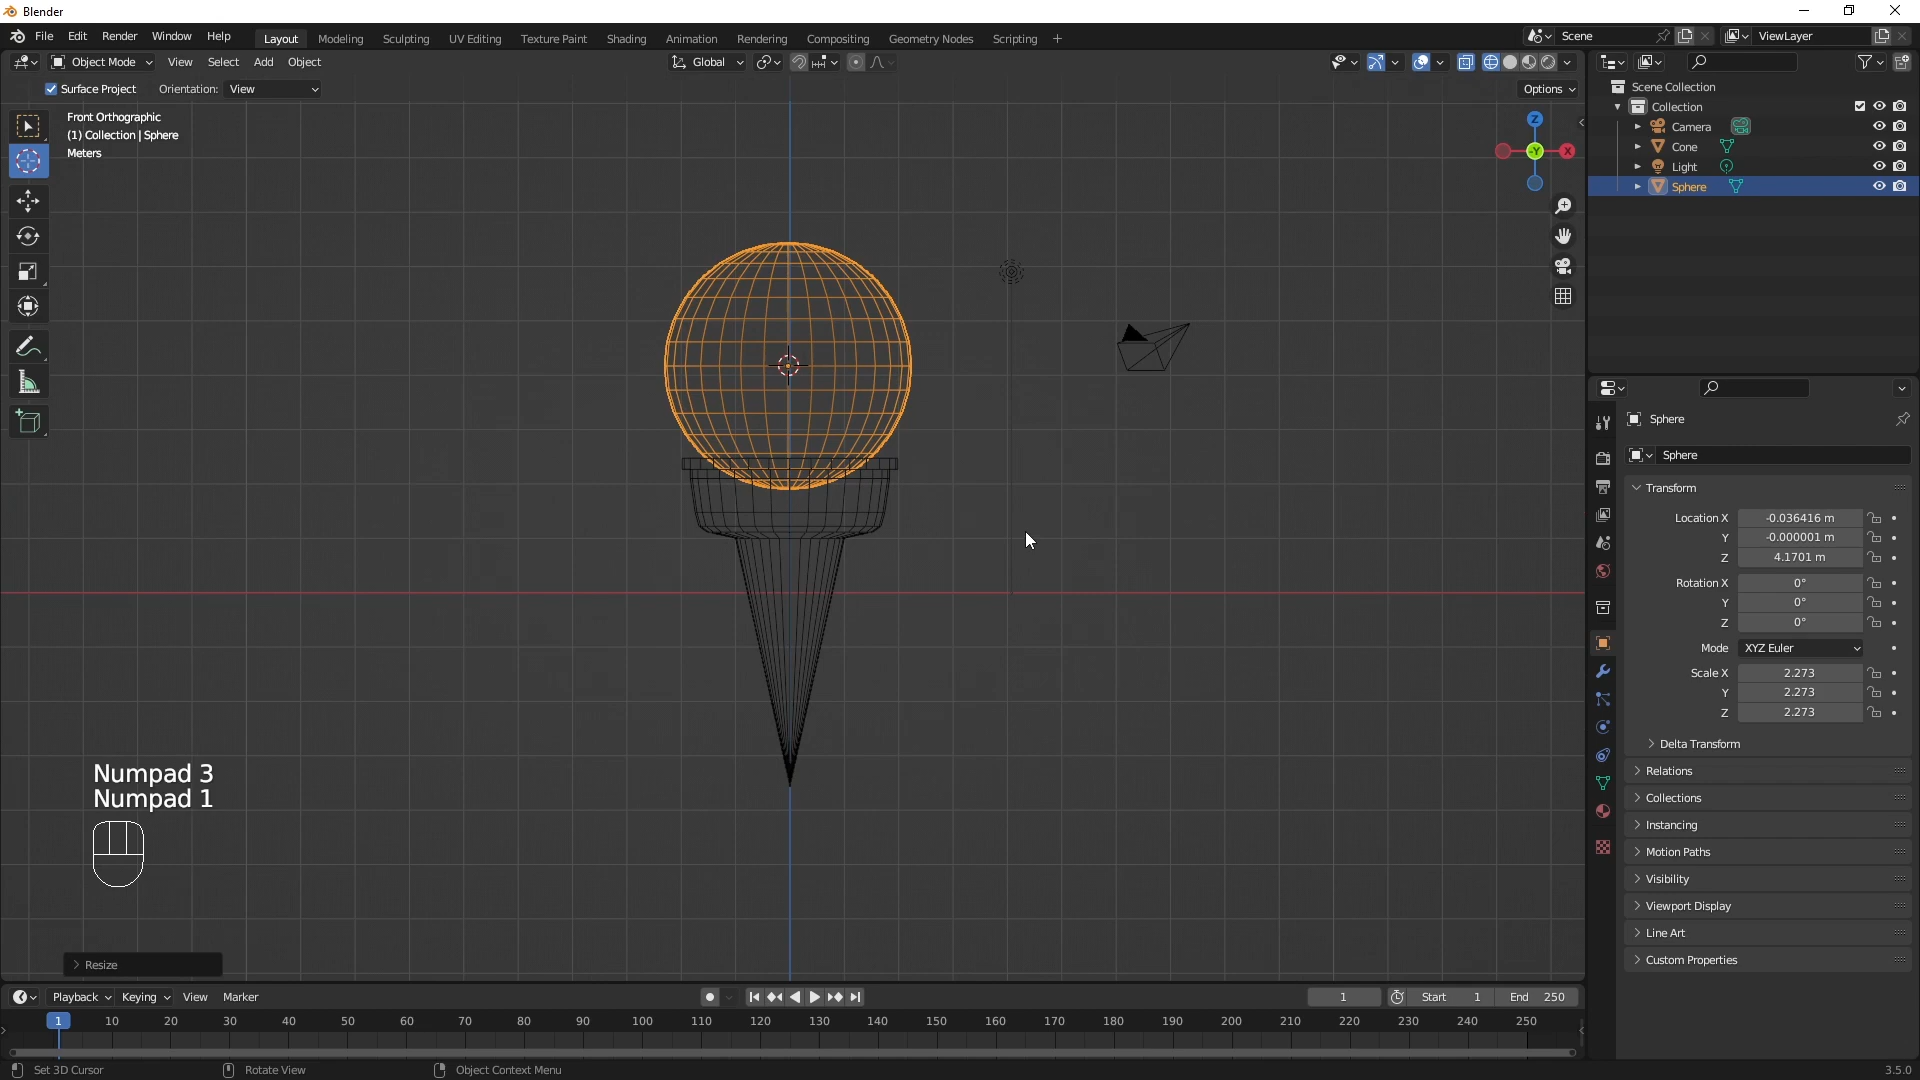 Blender
File Edit Render Window Help Layout Modeling Sculpting UV Editing Texture Paint Shading Animation Rendering Compositing Geometry Nodes Scripting + Scene ViewLayer
Object Mode View Select Add Object Global
Surface Project Orientation: View Options
Front Orthographic
(1) Collection | Sphere
Meters
Z
-Y
X
Scene Collection
Collection
Camera
Cone
Light
Sphere
Sphere
Sphere
Transform
Location X -0.036416 m
Y -0.000001 m
Z 4.1701 m
Rotation X 0°
Y 0°
Z 0°
Mode XYZ Euler
Scale X 2.273
Y 2.273
Z 2.273
Delta Transform
Relations
Collections
Instancing
Motion Paths
Visibility
Viewport Display
Line Art
Custom Properties
Numpad 3
Numpad 1
Resize
Playback Keying View Marker 1 Start 1 End 250
1 10 20 30 40 50 60 70 80 90 100 110 120 130 140 150 160 170 180 190 200 210 220 230 240 250
Set 3D Cursor Rotate View Object Context Menu 3.5.0